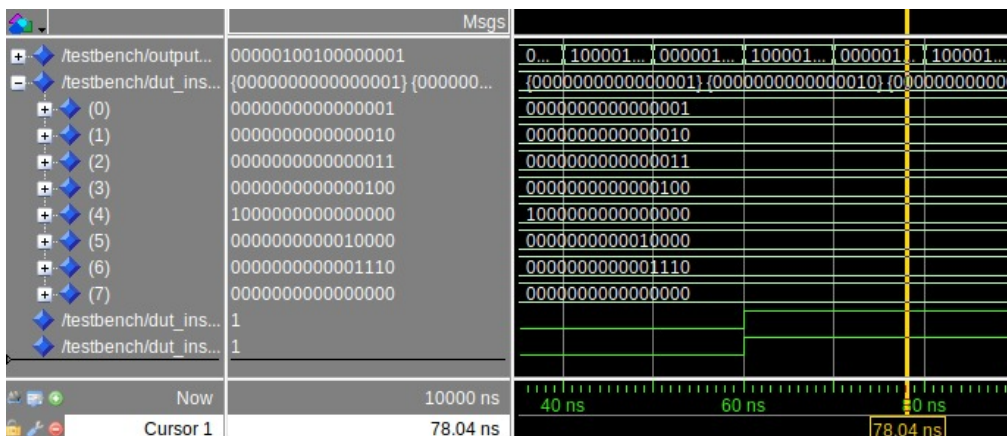 Msgs
/testbench/output... 00000100100000001 0... 100001... 000001... 100001... 000001... 100001...
/testbench/dut_ins... {0000000000000001} {000000... {0000000000000001} {0000000000000010} {00000000000
(0) 0000000000000001 0000000000000001
(1) 0000000000000010 0000000000000010
(2) 0000000000000011 0000000000000011
(3) 0000000000000100 0000000000000100
(4) 1000000000000000 1000000000000000
(5) 0000000000010000 0000000000010000
(6) 0000000000001110 0000000000001110
(7) 0000000000000000 0000000000000000
/testbench/dut_ins... 1
/testbench/dut_ins... 1
Now 10000 ns 40 ns 60 ns 80 ns
Cursor 1 78.04 ns 78.04 ns